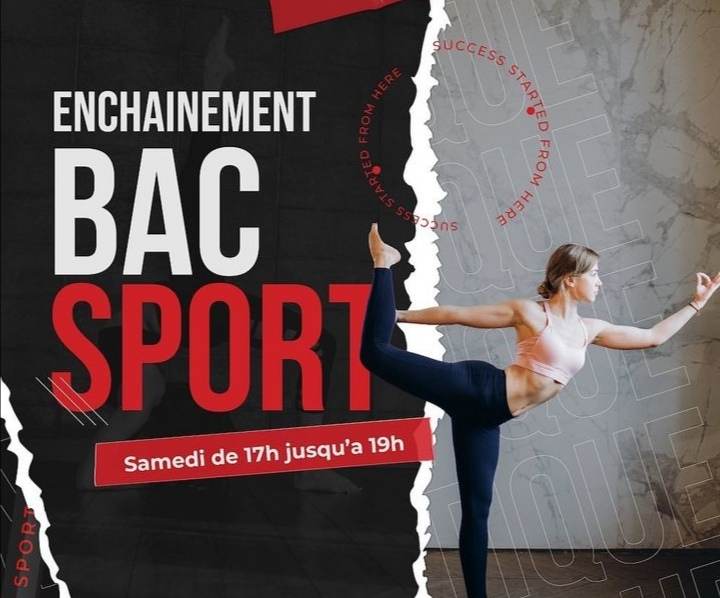 ENCHAINEMENT
BAC
SPORT
Samedi de 17h jusqu'a 19h
SUCCESS STARTED FROM HERE
SUCCESS STARTED FROM HERE
SPORT